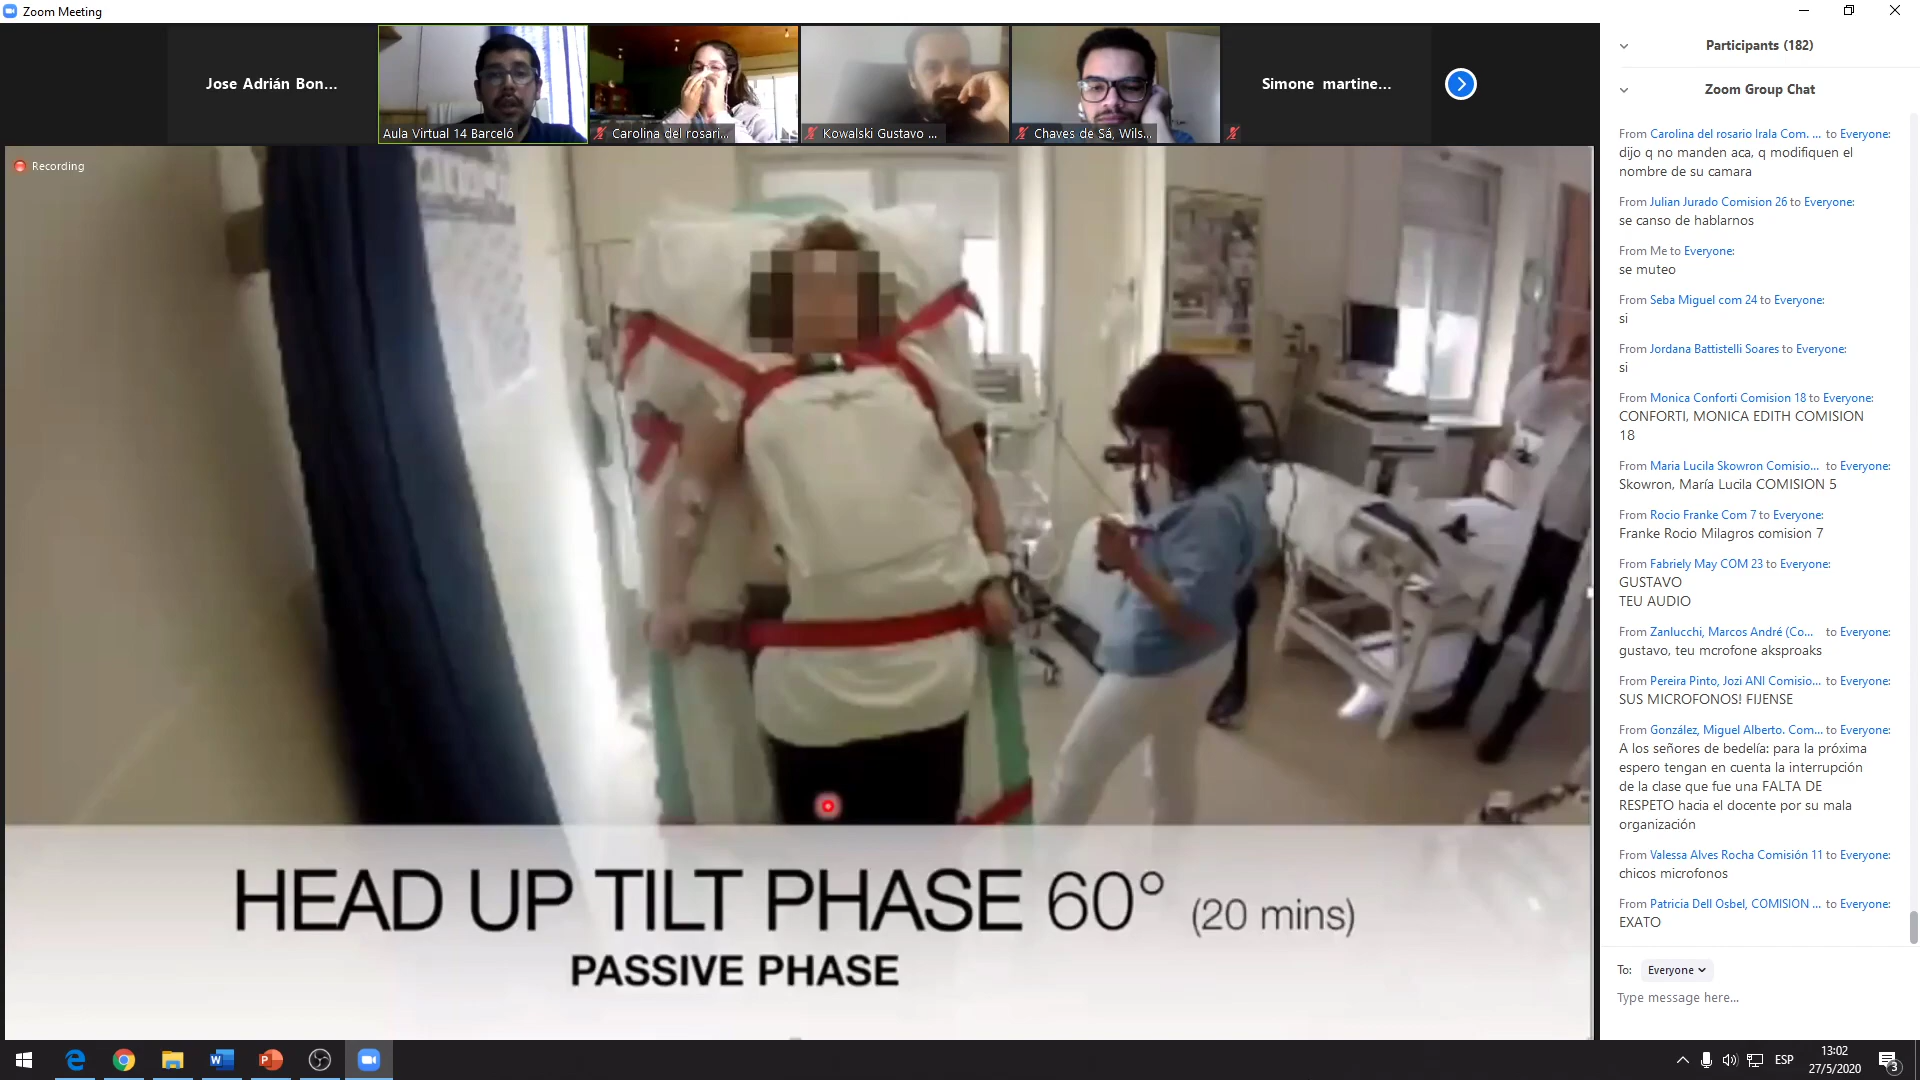 Zoom Meeting
Jose Adrián Bon...
Aula Virtual 14 Barceló
Carolina del rosari...
Kowalski Gustavo ...
Chaves de Sá, Wils...
Simone martine...
Recording
HEAD UP TILT PHASE 60° (20 mins)
PASSIVE PHASE
Participants (182)
Zoom Group Chat
From Carolina del rosario Irala Com. ... to Everyone:
dijo q no manden aca, q modifiquen el
nombre de su camara
From Julian Jurado Comision 26 to Everyone:
se canso de hablarnos
From Me to Everyone:
se muteo
From Seba Miguel com 24 to Everyone:
si
From Jordana Battistelli Soares to Everyone:
si
From Monica Conforti Comision 18 to Everyone:
CONFORTI, MONICA EDITH COMISION
18
From Maria Lucila Skowron Comisio... to Everyone:
Skowron, María Lucila COMISION 5
From Rocio Franke Com 7 to Everyone:
Franke Rocio Milagros comision 7
From Fabriely May COM 23 to Everyone:
GUSTAVO
TEU AUDIO
From Zanlucchi, Marcos André (Co... to Everyone:
gustavo, teu mcrofone aksproaks
From Pereira Pinto, Jozi ANI Comisio... to Everyone:
SUS MICROFONOS! FIJENSE
From González, Miguel Alberto. Com... to Everyone:
A los señores de bedelía: para la próxima
espero tengan en cuenta la interrupción
de la clase que fue una FALTA DE
RESPETO hacia el docente por su mala
organización
From Valessa Alves Rocha Comisión 11 to Everyone:
chicos microfonos
From Patricia Dell Osbel, COMISION ... to Everyone:
EXATO
To: Everyone
Type message here...
ESP
13:02
27/5/2020
3